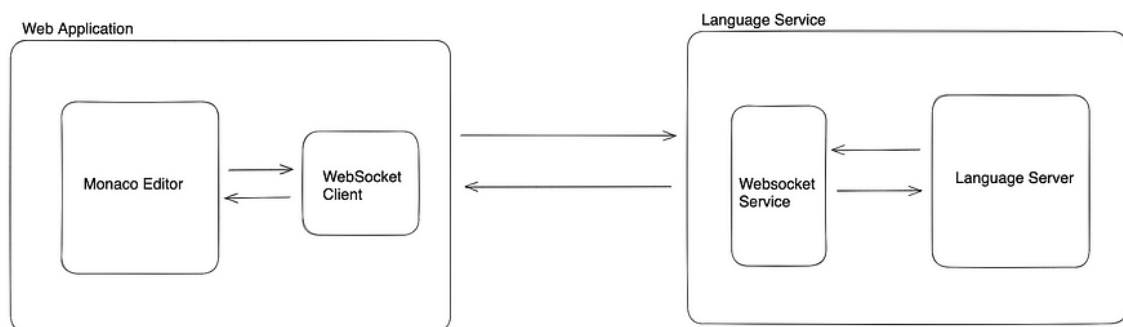 Web Application
Language Service
Monaco Editor
WebSocket
Client
Websocket
Service
Language Server